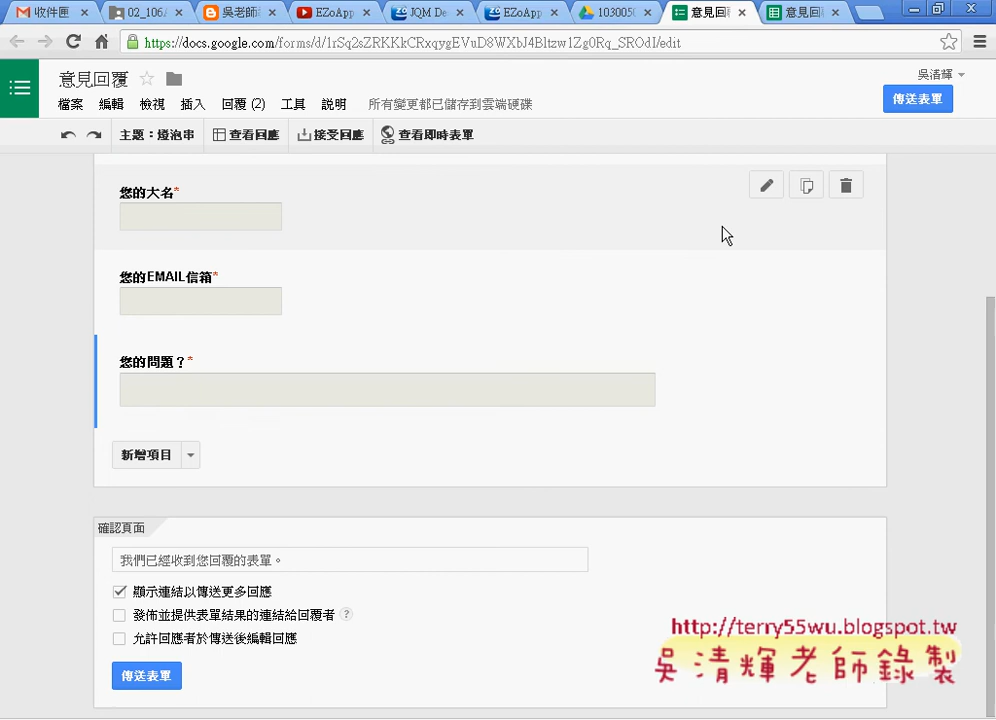 收件匣
02_106A
吳老師
EZoApp
JQM De
EZoApp
1030050
意見回
意見回
https://docs.google.com/forms/d/1rSq2sZRKKkCRxqygEVuD8WXbJ4Bltzw1Zg0Rq_SROdI/edit
意見回覆
吳清輝
檔案 編輯 檢視 插入 回覆 (2) 工具 說明 所有變更都已儲存到雲端硬碟
傳送表單
主題：燈泡串 查看回應 接受回應 查看即時表單
您的大名*
您的EMAIL信箱*
您的問題？*
新增項目
確認頁面
我們已經收到您回覆的表單。
顯示連結以傳送更多回應
發佈並提供表單結果的連結給回覆者 ?
允許回應者於傳送後編輯回應
傳送表單
http://terry55wu.blogspot.tw
吳清輝老師錄製